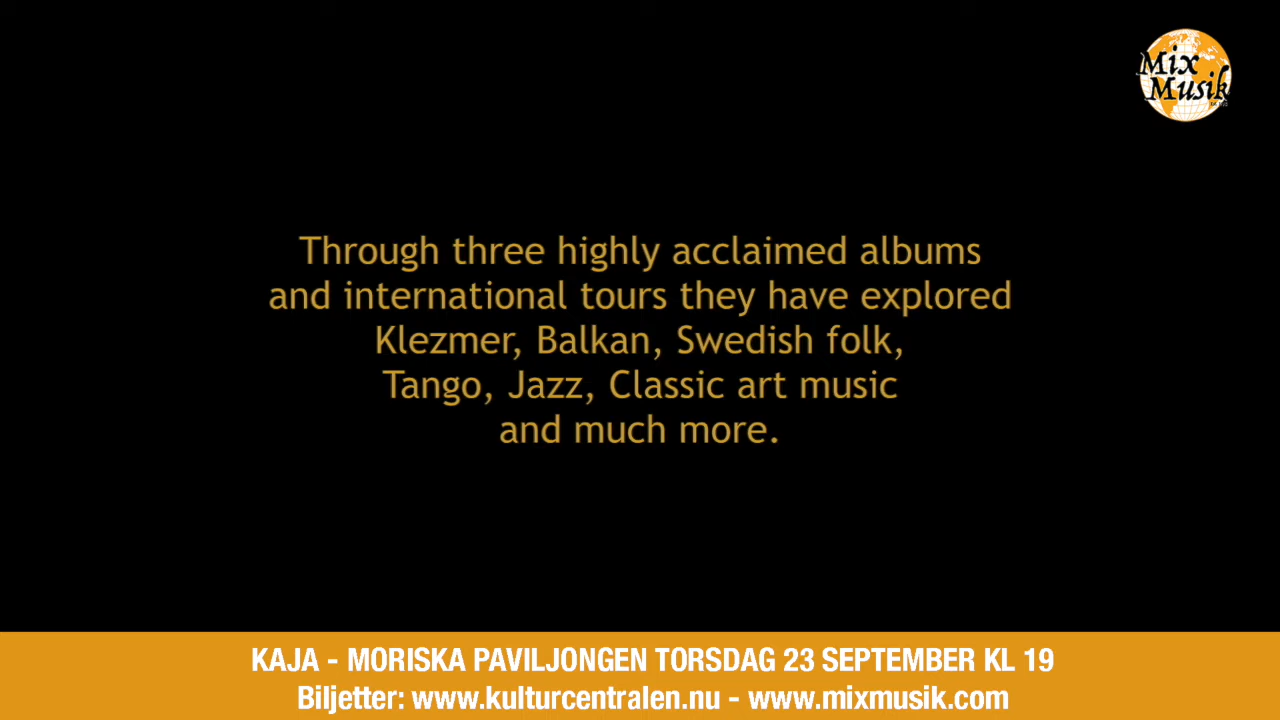 Mix
Musik
Through three highly acclaimed albums
and international tours they have explored
Klezmer, Balkan, Swedish folk,
Tango, Jazz, Classic art music
and much more.
KAJA - MORISKA PAVILJONGEN TORSDAG 23 SEPTEMBER KL 19
Biljetter: www.kulturcentralen.nu - www.mixmusik.com